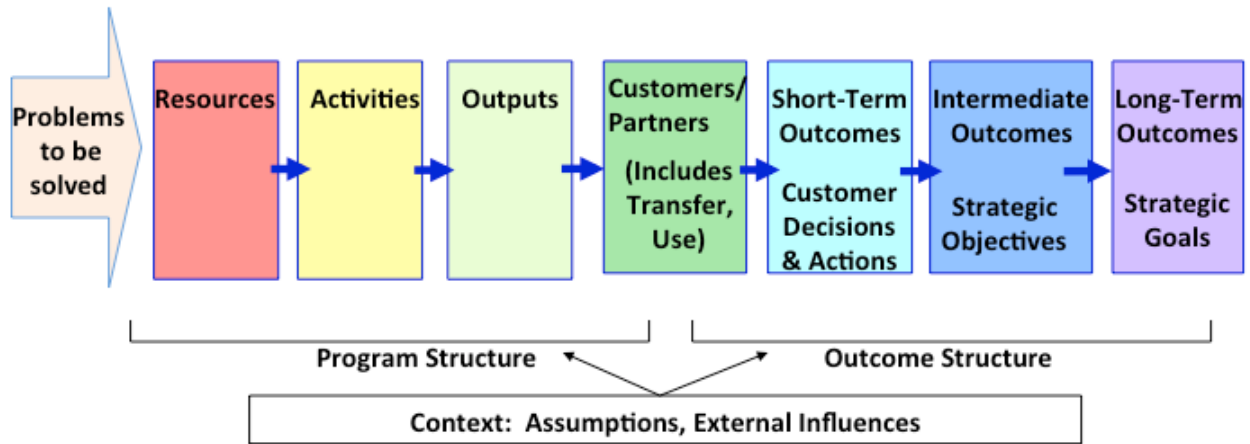 Problems
to be
solved
Resources
Activities
Outputs
Customers/
Partners
(Includes
Transfer,
Use)
Short-Term
Outcomes
Customer
Decisions
& Actions
Intermediate
Outcomes
Strategic
Objectives
Long-Term
Outcomes
Strategic
Goals
Program Structure
Outcome Structure
Context: Assumptions, External Influences